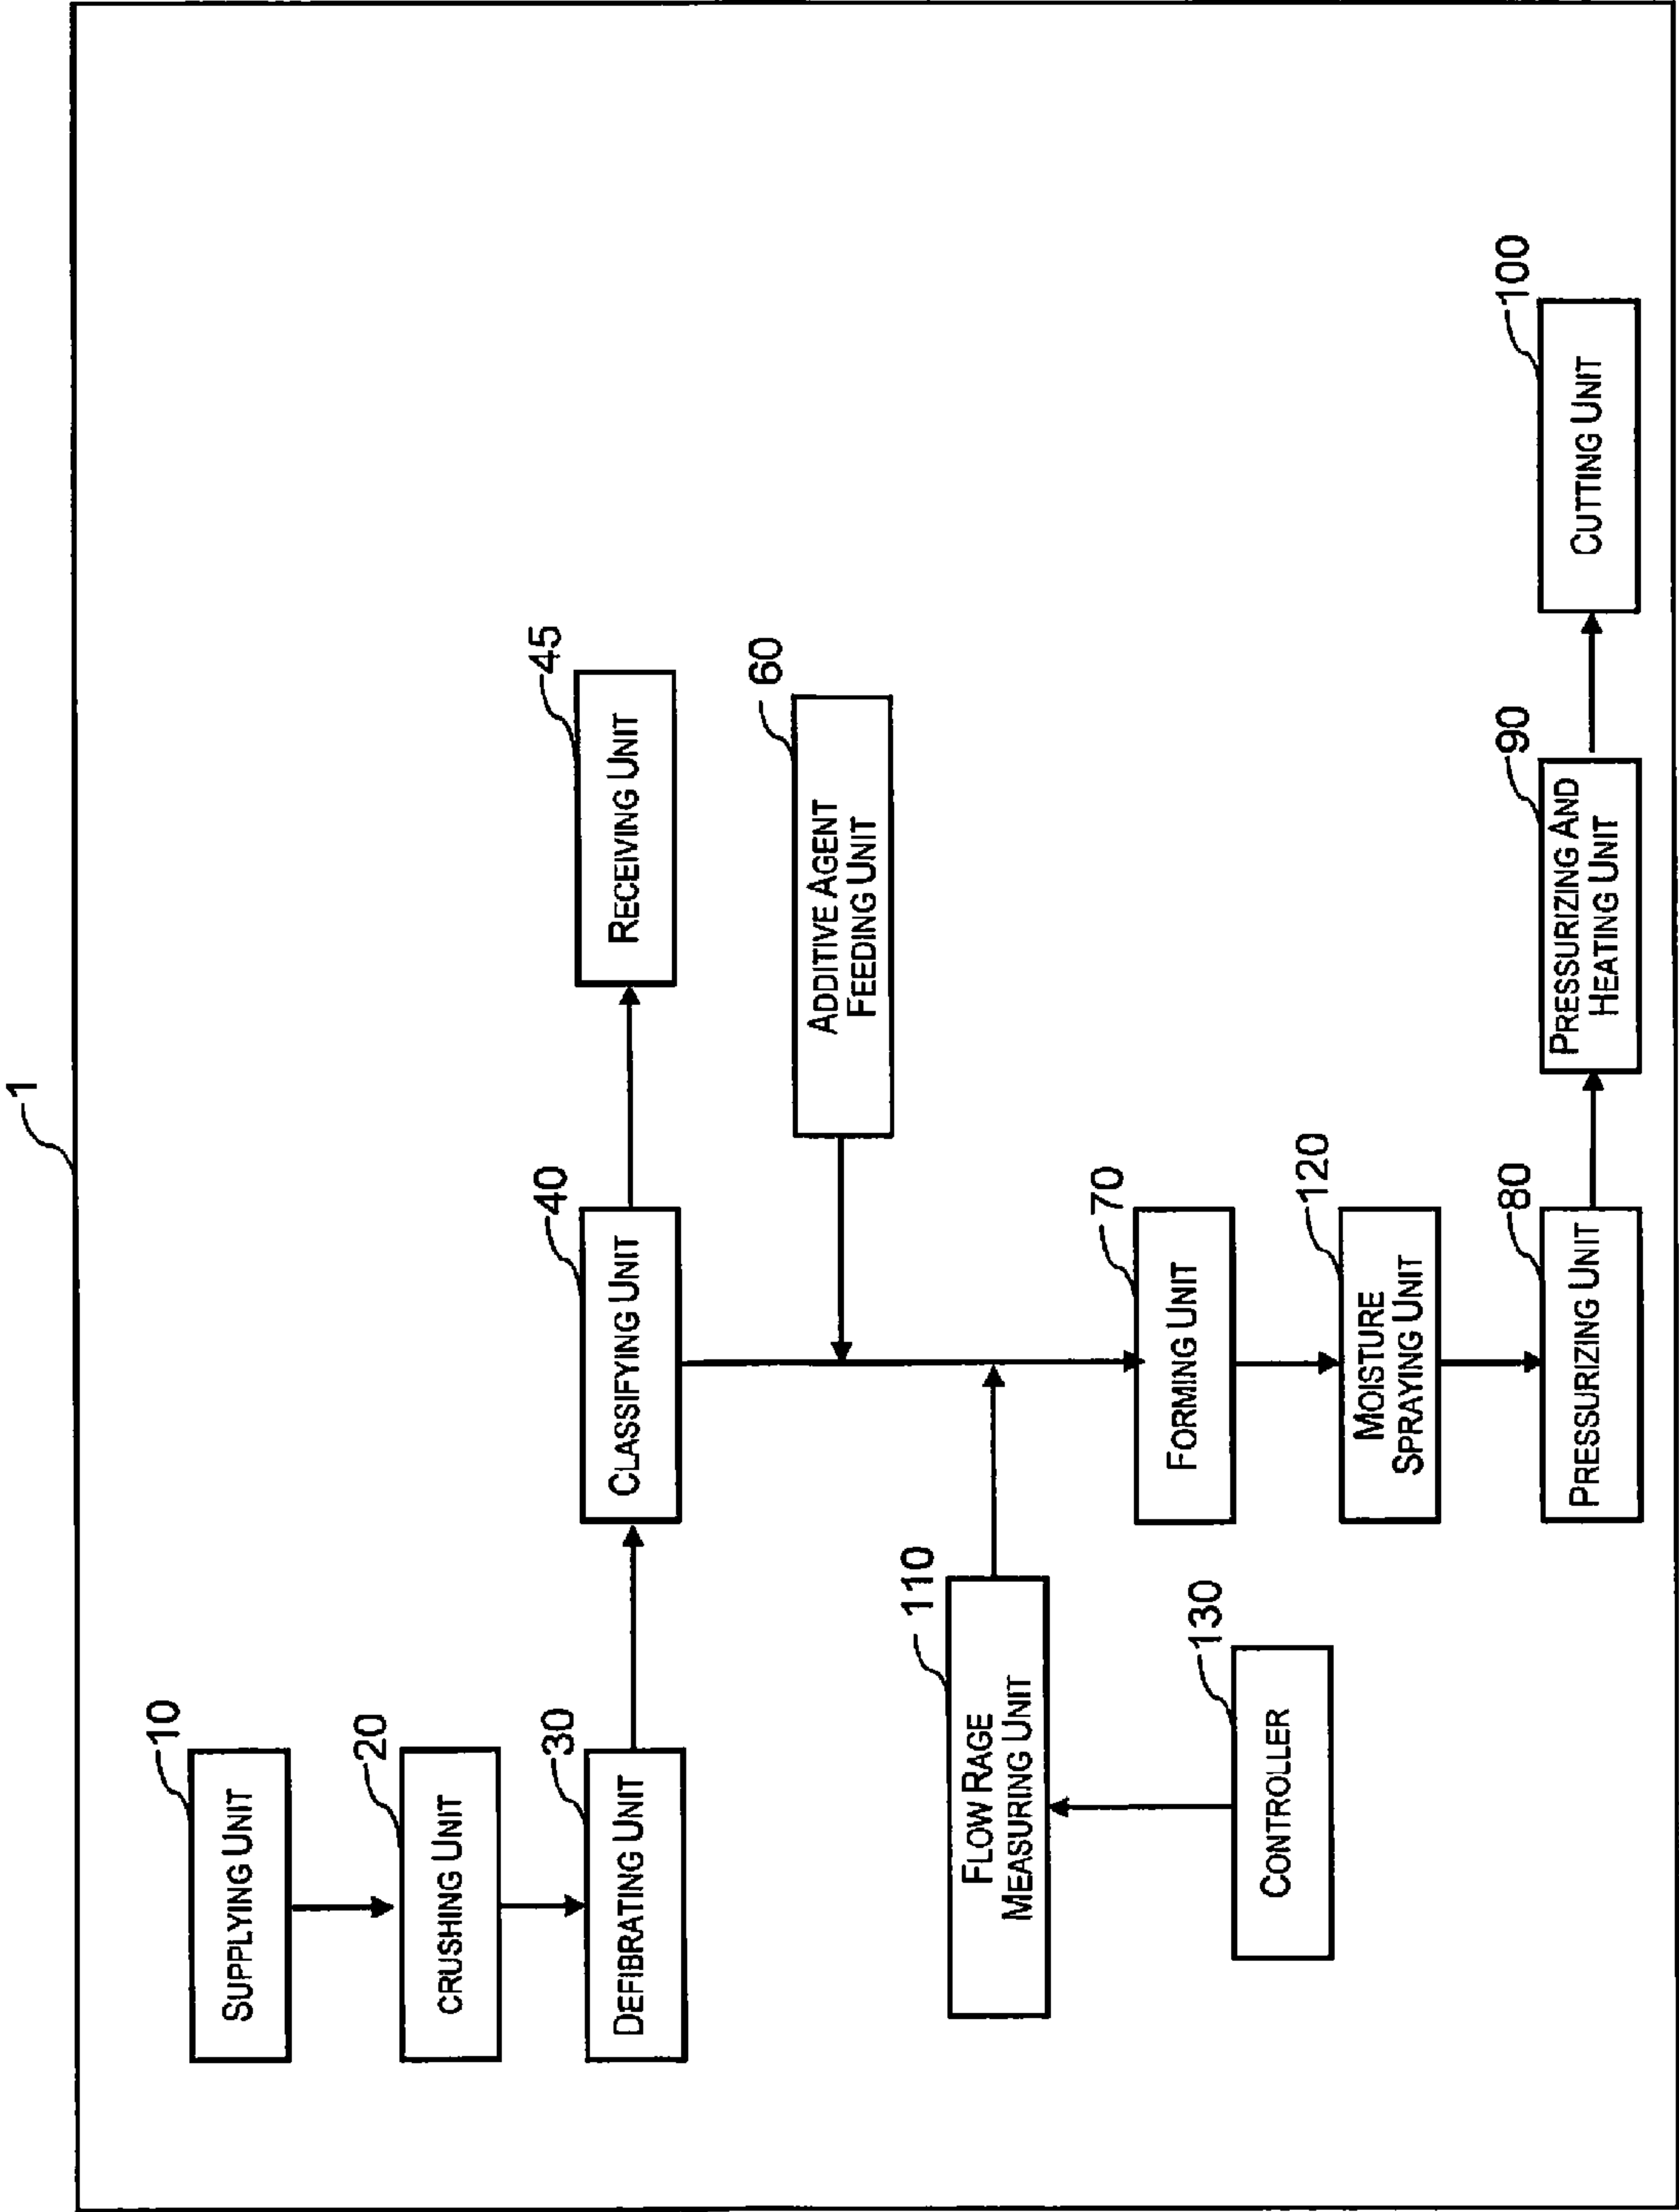 1
10
SUPPLYING UNIT
20
CRUSHING UNIT
30
DEFIBRATING UNIT
40
CLASSIFYING UNIT
45
RECEIVING UNIT
60
ADDITIVE AGENT
FEEDING UNIT
110
FLOW RAGE
MEASURING UNIT
130
CONTROLLER
70
FORMING UNIT
120
MOISTURE
SPRAYING UNIT
80
PRESSURIZING UNIT
90
PRESSURIZING AND
HEATING UNIT
100
CUTTING UNIT